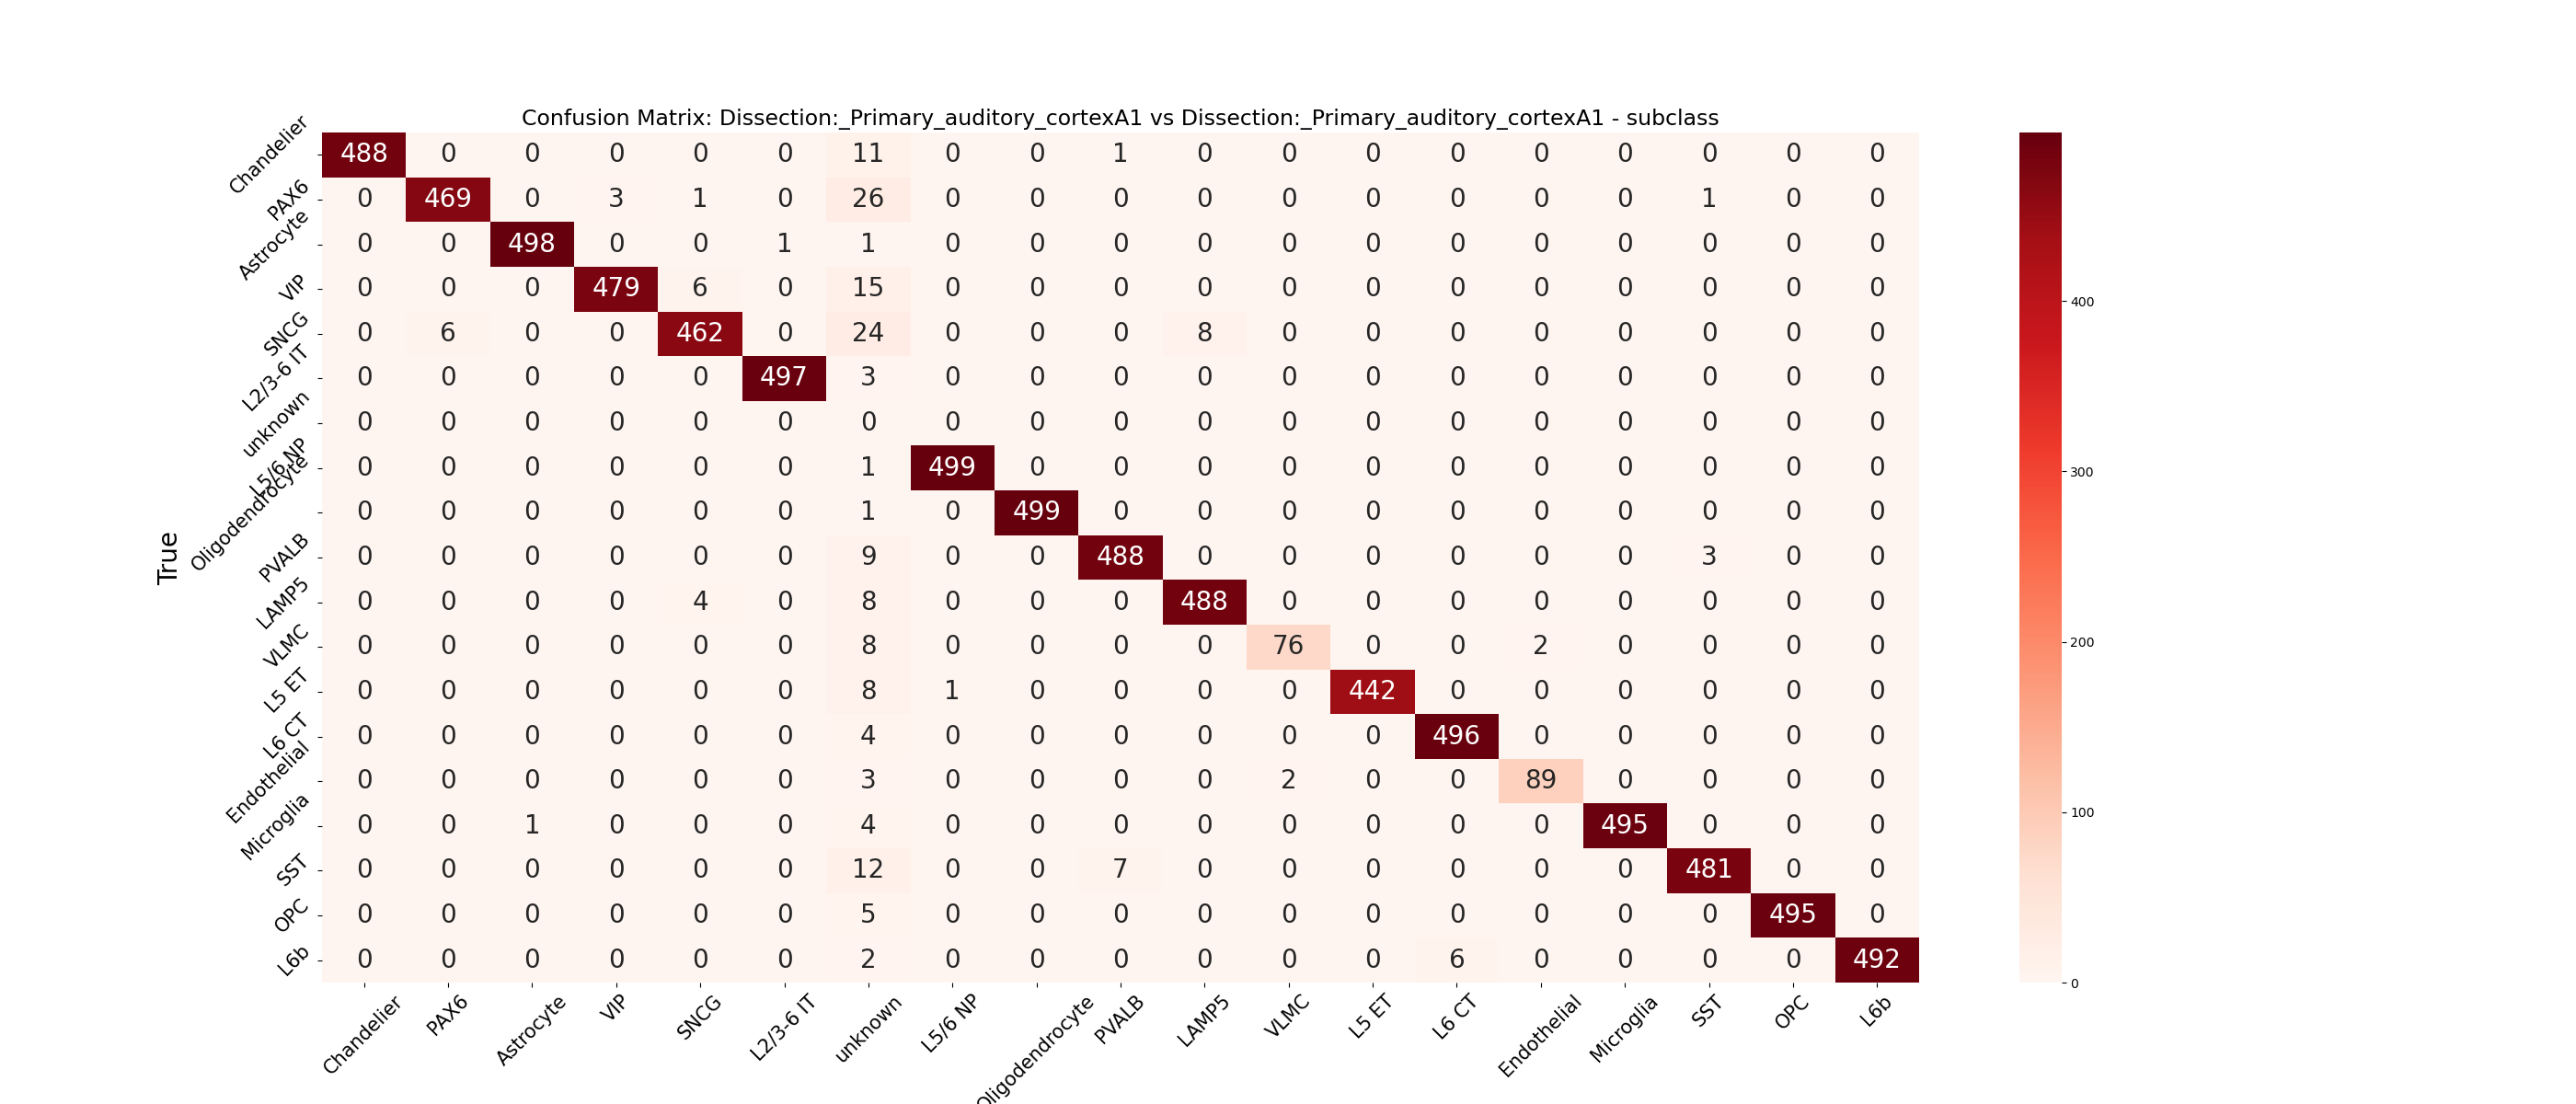 Confusion Matrix: Dissection:_Primary_auditory_cortexA1 vs Dissection:_Primary_auditory_cortexA1 - subclass
Chandelier 488 0 0 0 0 0 11 0 0 1 0 0 0 0 0 0 0 0 0
PAX6 0 469 0 3 1 0 26 0 0 0 0 0 0 0 0 0 1 0 0
Astrocyte 0 0 498 0 0 1 1 0 0 0 0 0 0 0 0 0 0 0 0
VIP 0 0 0 479 6 0 15 0 0 0 0 0 0 0 0 0 0 0 0
SNCG 0 6 0 0 462 0 24 0 0 0 8 0 0 0 0 0 0 0 0
L2/3-6 IT 0 0 0 0 0 497 3 0 0 0 0 0 0 0 0 0 0 0 0
unknown 0 0 0 0 0 0 0 0 0 0 0 0 0 0 0 0 0 0 0
L5/6 NP 0 0 0 0 0 0 1 499 0 0 0 0 0 0 0 0 0 0 0
Oligodendrocyte 0 0 0 0 0 0 1 0 499 0 0 0 0 0 0 0 0 0 0
PVALB 0 0 0 0 0 0 9 0 0 488 0 0 0 0 0 0 3 0 0
LAMP5 0 0 0 0 4 0 8 0 0 0 488 0 0 0 0 0 0 0 0
VLMC 0 0 0 0 0 0 8 0 0 0 0 76 0 0 2 0 0 0 0
L5 ET 0 0 0 0 0 0 8 1 0 0 0 0 442 0 0 0 0 0 0
L6 CT 0 0 0 0 0 0 4 0 0 0 0 0 0 496 0 0 0 0 0
Endothelial 0 0 0 0 0 0 3 0 0 0 0 2 0 0 89 0 0 0 0
Microglia 0 0 1 0 0 0 4 0 0 0 0 0 0 0 0 495 0 0 0
SST 0 0 0 0 0 0 12 0 0 7 0 0 0 0 0 0 481 0 0
OPC 0 0 0 0 0 0 5 0 0 0 0 0 0 0 0 0 0 495 0
L6b 0 0 0 0 0 0 2 0 0 0 0 0 0 6 0 0 0 0 492
True
Chandelier PAX6 Astrocyte VIP SNCG L2/3-6 IT unknown L5/6 NP Oligodendrocyte PVALB LAMP5 VLMC L5 ET L6 CT Endothelial Microglia SST OPC L6b
400
300
200
100
0